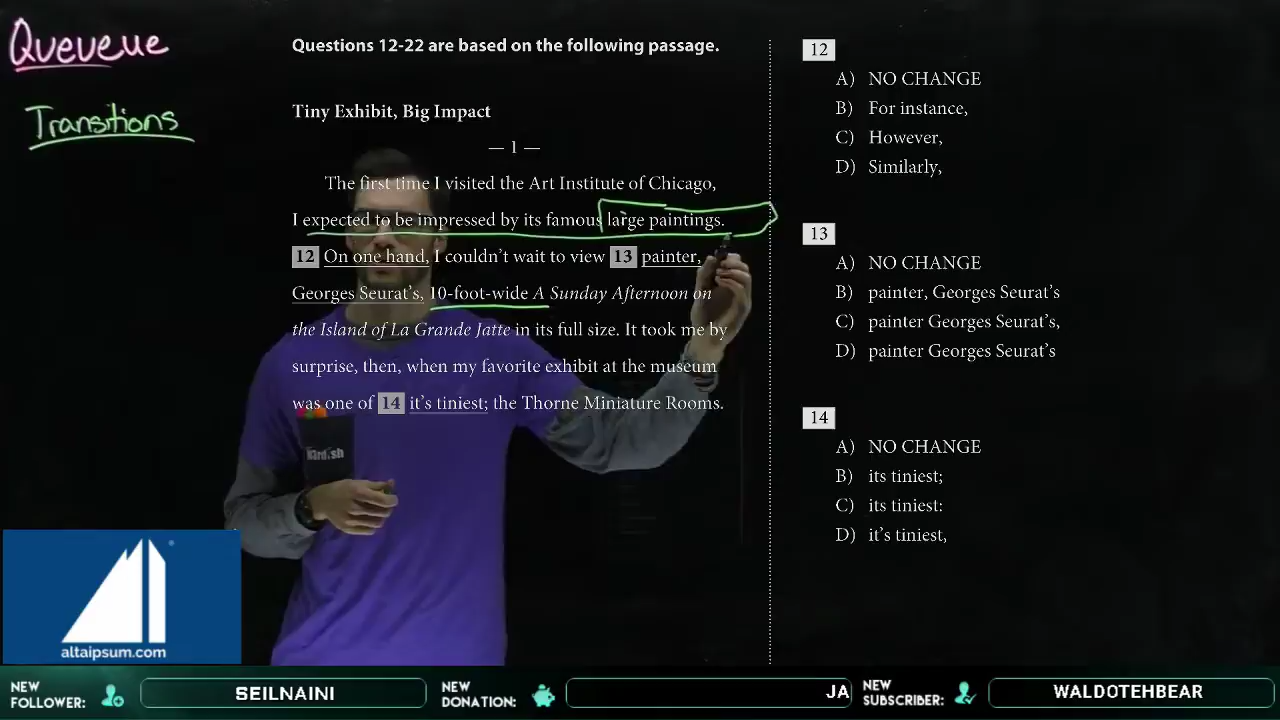 Queueue
Transitions
Questions 12-22 are based on the following passage.
Tiny Exhibit, Big Impact
— 1 —
The first time I visited the Art Institute of Chicago,
I expected to be impressed by its famous large paintings.
12 On one hand, I couldn’t wait to view 13 painter,
Georges Seurat’s, 10-foot-wide A Sunday Afternoon on
the Island of La Grande Jatte in its full size. It took me by
surprise, then, when my favorite exhibit at the museum
was one of 14 it’s tiniest; the Thorne Miniature Rooms.
12
A) NO CHANGE
B) For instance,
C) However,
D) Similarly,
13
A) NO CHANGE
B) painter, Georges Seurat’s
C) painter Georges Seurat’s,
D) painter Georges Seurat’s
14
A) NO CHANGE
B) its tiniest;
C) its tiniest:
D) it’s tiniest,
altaipsum.com
NEW FOLLOWER: SEILNAINI
NEW DONATION: JA
NEW SUBSCRIBER: WALDOTEHBEAR